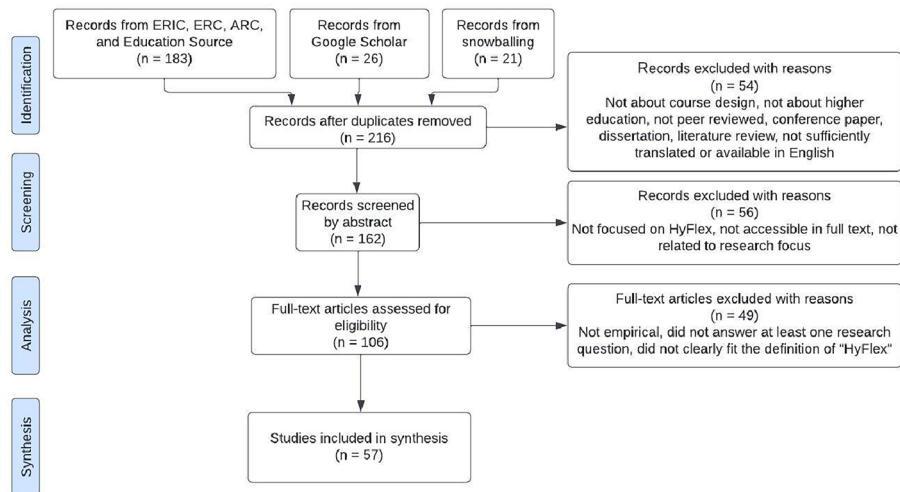 Identification
Records from ERIC, ERC, ARC,
and Education Source
(n = 183)
Records from
Google Scholar
(n = 26)
Records from
snowballing
(n = 21)
Records after duplicates removed
(n = 216)
Records excluded with reasons
(n = 54)
Not about course design, not about higher
education, not peer reviewed, conference paper,
dissertation, literature review, not sufficiently
translated or available in English
Screening
Records screened
by abstract
(n = 162)
Records excluded with reasons
(n = 56)
Not focused on HyFlex, not accessible in full text, not
related to research focus
Analysis
Full-text articles assessed for
eligibility
(n = 106)
Full-text articles excluded with reasons
(n = 49)
Not empirical, did not answer at least one research
question, did not clearly fit the definition of "HyFlex"
Synthesis
Studies included in synthesis
(n = 57)